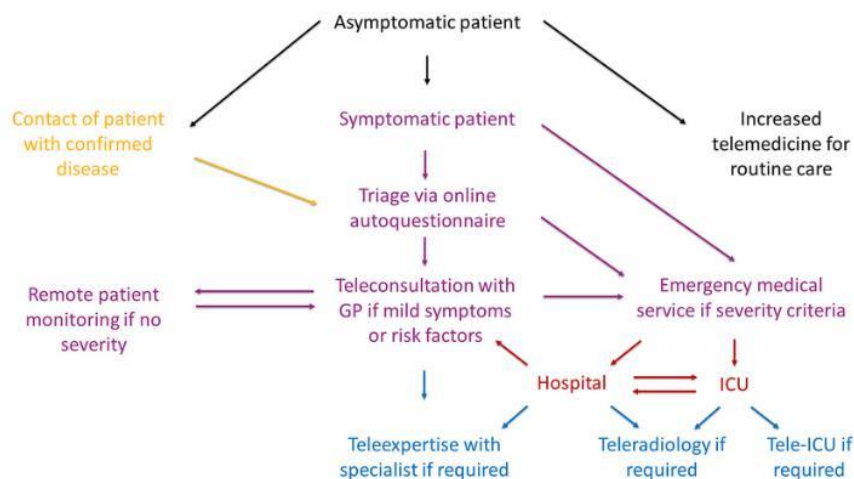 Asymptomatic patient
Contact of patient
with confirmed
disease
Symptomatic patient
Increased
telemedicine for
routine care
Triage via online
autoquestionnaire
Remote patient
monitoring if no
severity
Teleconsultation with
GP if mild symptoms
or risk factors
Emergency medical
service if severity criteria
Hospital
ICU
Teleexpertise with
specialist if required
Teleradiology if
required
Tele-ICU if
required